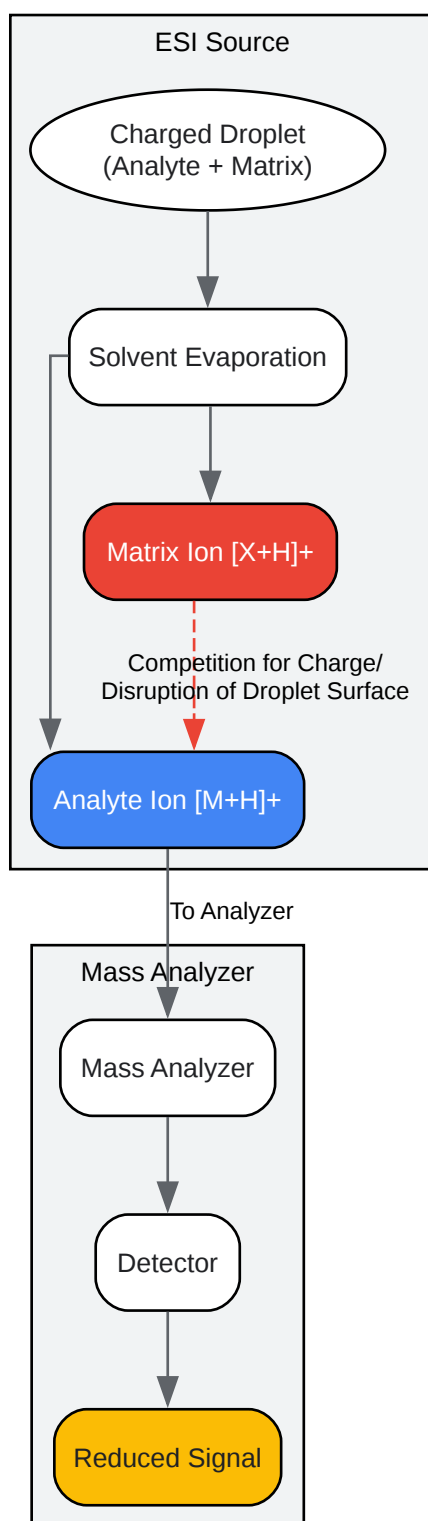 ESI Source
Charged Droplet
(Analyte + Matrix)
Solvent Evaporation
Matrix Ion [X+H]+
Competition for Charge/
Disruption of Droplet Surface
Analyte Ion [M+H]+
To Analyzer
Mass Analyzer
Mass Analyzer
Detector
Reduced Signal